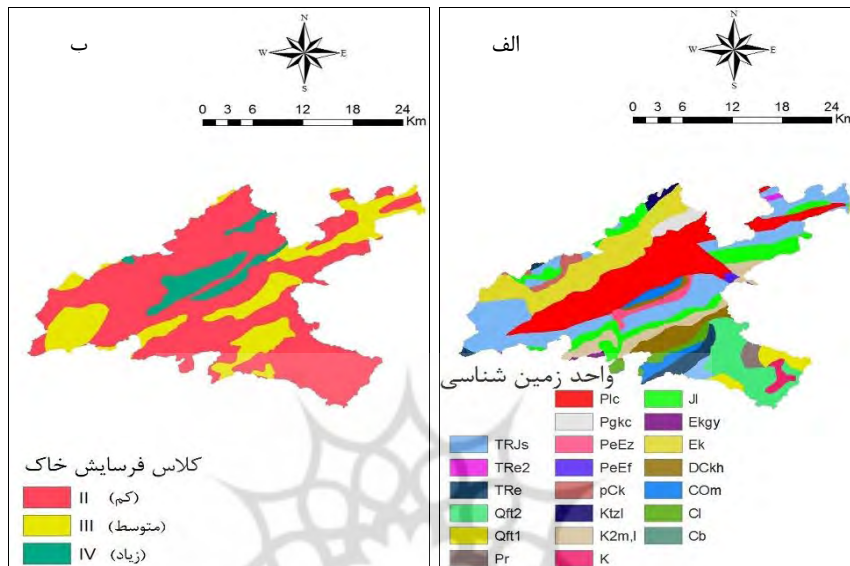 الف
N
W E
S
0 3 6 12 18 24
Km
واحد زمین شناسی
Plc
Pgkc
PeEz
PeEf
pCk
Ktzl
K2m,l
K
Jl
Ekgy
Ek
DCkh
COm
Cl
Cb
TRJs
TRe2
TRe
Qft2
Qft1
Pr
ب
N
W E
S
0 3 6 12 18 24
Km
کلاس فرسایش خاک
II (کم)
III (متوسط)
IV (زیاد)